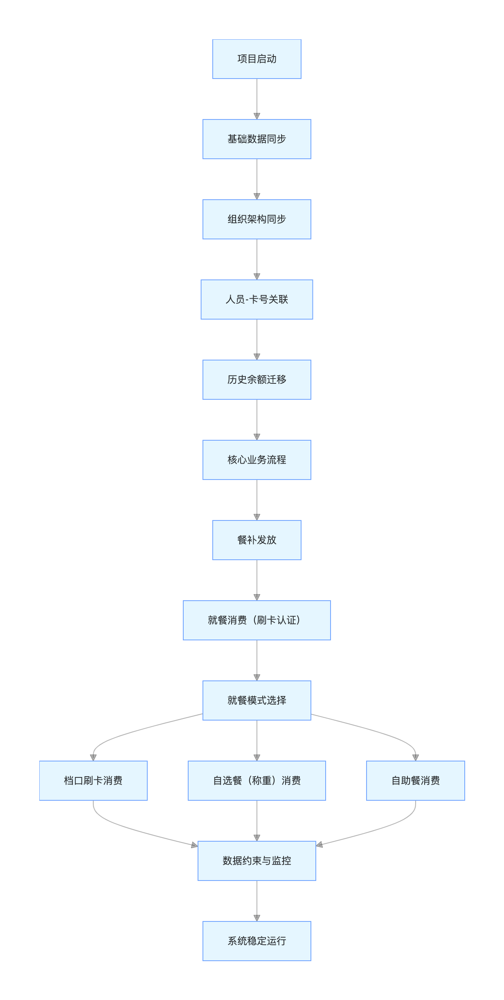 项目启动
基础数据同步
组织架构同步
人员-卡号关联
历史余额迁移
核心业务流程
餐补发放
就餐消费（刷卡认证）
就餐模式选择
档口刷卡消费
自选餐（称重）消费
自助餐消费
数据约束与监控
系统稳定运行